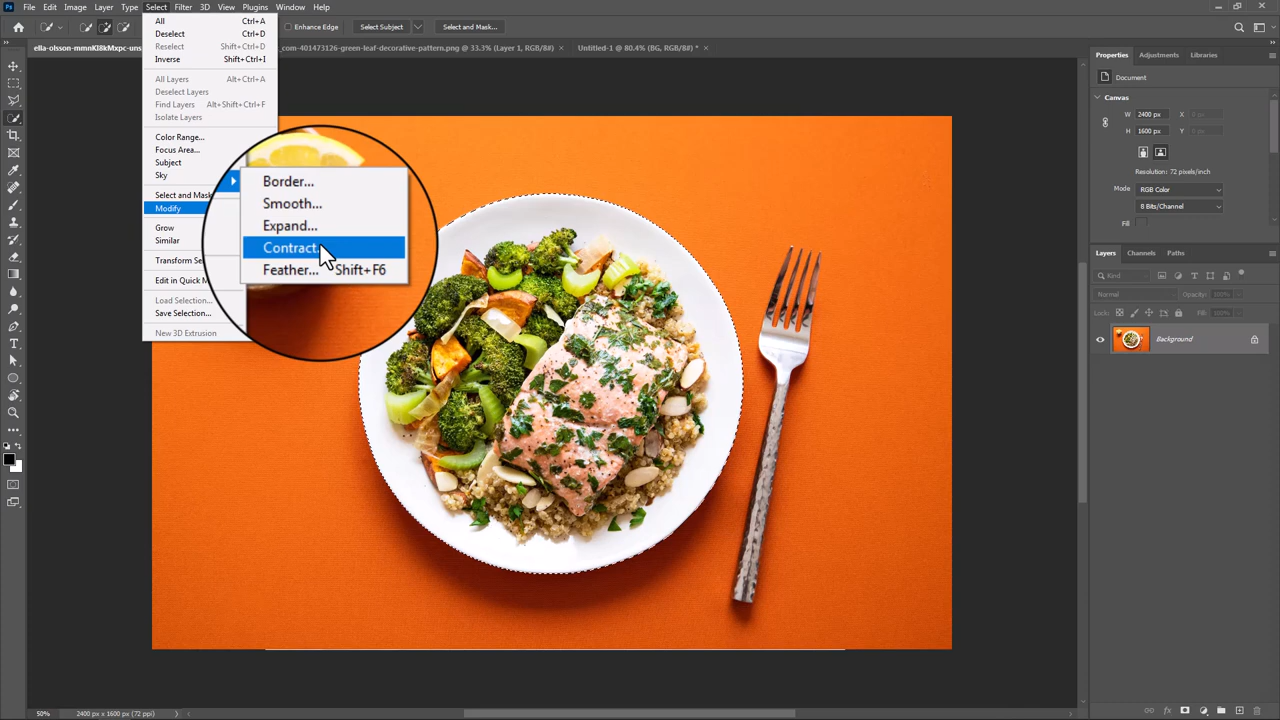 Ps File Edit Image Layer Type Select Filter 3D View Plugins Window Help
Enhance Edge Select Subject Select and Mask...
ella-olsson-mmnKI8kMxpc-uns
_com-401473126-green-leaf-decorative-pattern.png @ 33.3% (Layer 1, RGB/8#) ×
Untitled-1 @ 80.4% (BG, RGB/8#) * ×
All Ctrl+A
Deselect Ctrl+D
Reselect Shift+Ctrl+D
Inverse Shift+Ctrl+I
All Layers Alt+Ctrl+A
Deselect Layers
Find Layers Alt+Shift+Ctrl+F
Isolate Layers
Color Range...
Focus Area...
Subject
Sky
Select and Mask
Modify
Grow
Similar
Transform Se
Edit in Quick M
Load Selection...
Save Selection...
New 3D Extrusion
Border...
Smooth...
Expand...
Contract.
Feather... Shift+F6
Properties Adjustments Libraries
Document
Canvas
W 2400 px X
H 1600 px Y
Resolution: 72 pixels/inch
Mode RGB Color
8 Bits/Channel
Fill
Layers Channels Paths
Kind
Normal Opacity: 100%
Lock: Fill: 100%
Background
50% 2400 px x 1600 px (72 ppi)